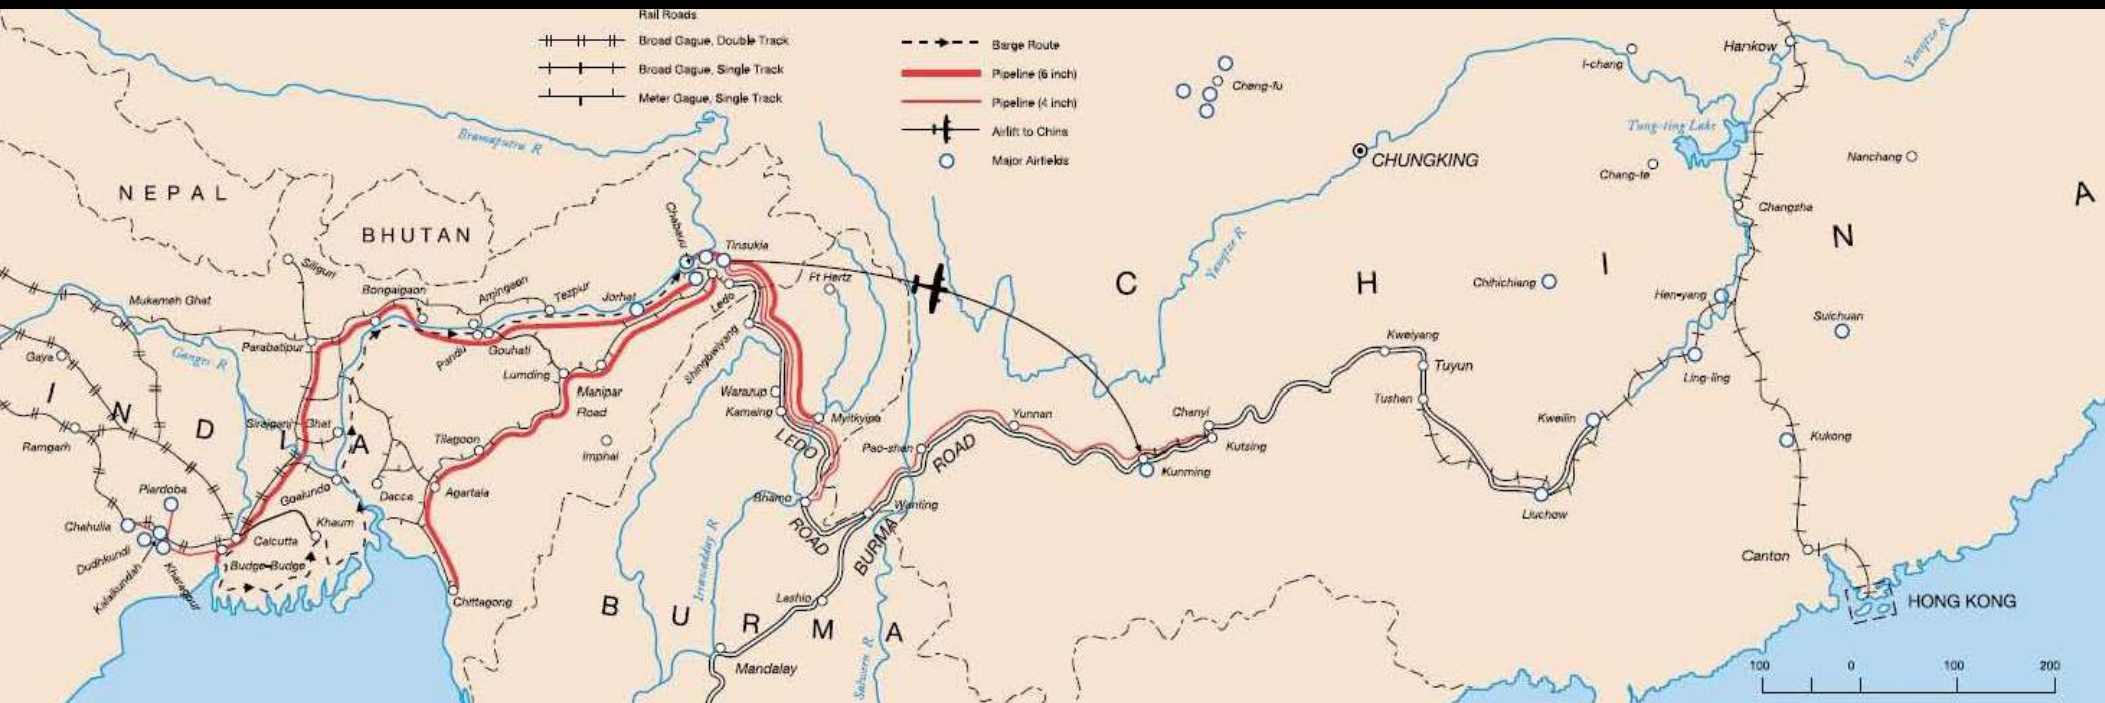 Rail Roads
Broad Gague, Double Track
Broad Gague, Single Track
Meter Gague, Single Track
Barge Route
Pipeline (6 inch)
Pipeline (4 inch)
Airlift to China
Major Airfields
Bramaputra R
NEPAL
BHUTAN
Siliguri
Mukameh Ghat
Bongaigaon
Amingaon
Tezpur
Jorhat
Chabauu
Tinsukia
Ledo
Ft Hertz
Gaya
Ganges R
Parabatipur
Pandu
Gouhati
Lumding
Manipar
Road
Shingbwiyang
Warazup
Kamaing
Myitkyina
INDIA
Ramgarh
Sirajganj Ghat
Tilagoon
Imphal
LEDO
ROAD
Bhamo
Piardoba
Goalundo
Dacca
Agartala
Chahulia
Dudhkundi
Kalaikundah
Kharagpur
Calcutta
Khaum
Budge-Budge
Chittagong
Irrawaddy R
BURMA
Lashio
Mandalay
Salween R
BURMA
ROAD
Wanting
Pao-shan
Yunnan
Kunming
Chanyi
Kutsing
Cheng-fu
CHUNGKING
Yangtze R
CHINA
I-chang
Hankow
Yangtze R
Tung-ting Lake
Chang-te
Nanchang
Changsha
Chihichiang
Hen-yang
Suichuan
Ling-ling
Kweiyang
Tuyun
Tushan
Kweilin
Kukong
Liuchow
Canton
HONG KONG
100 0 100 200